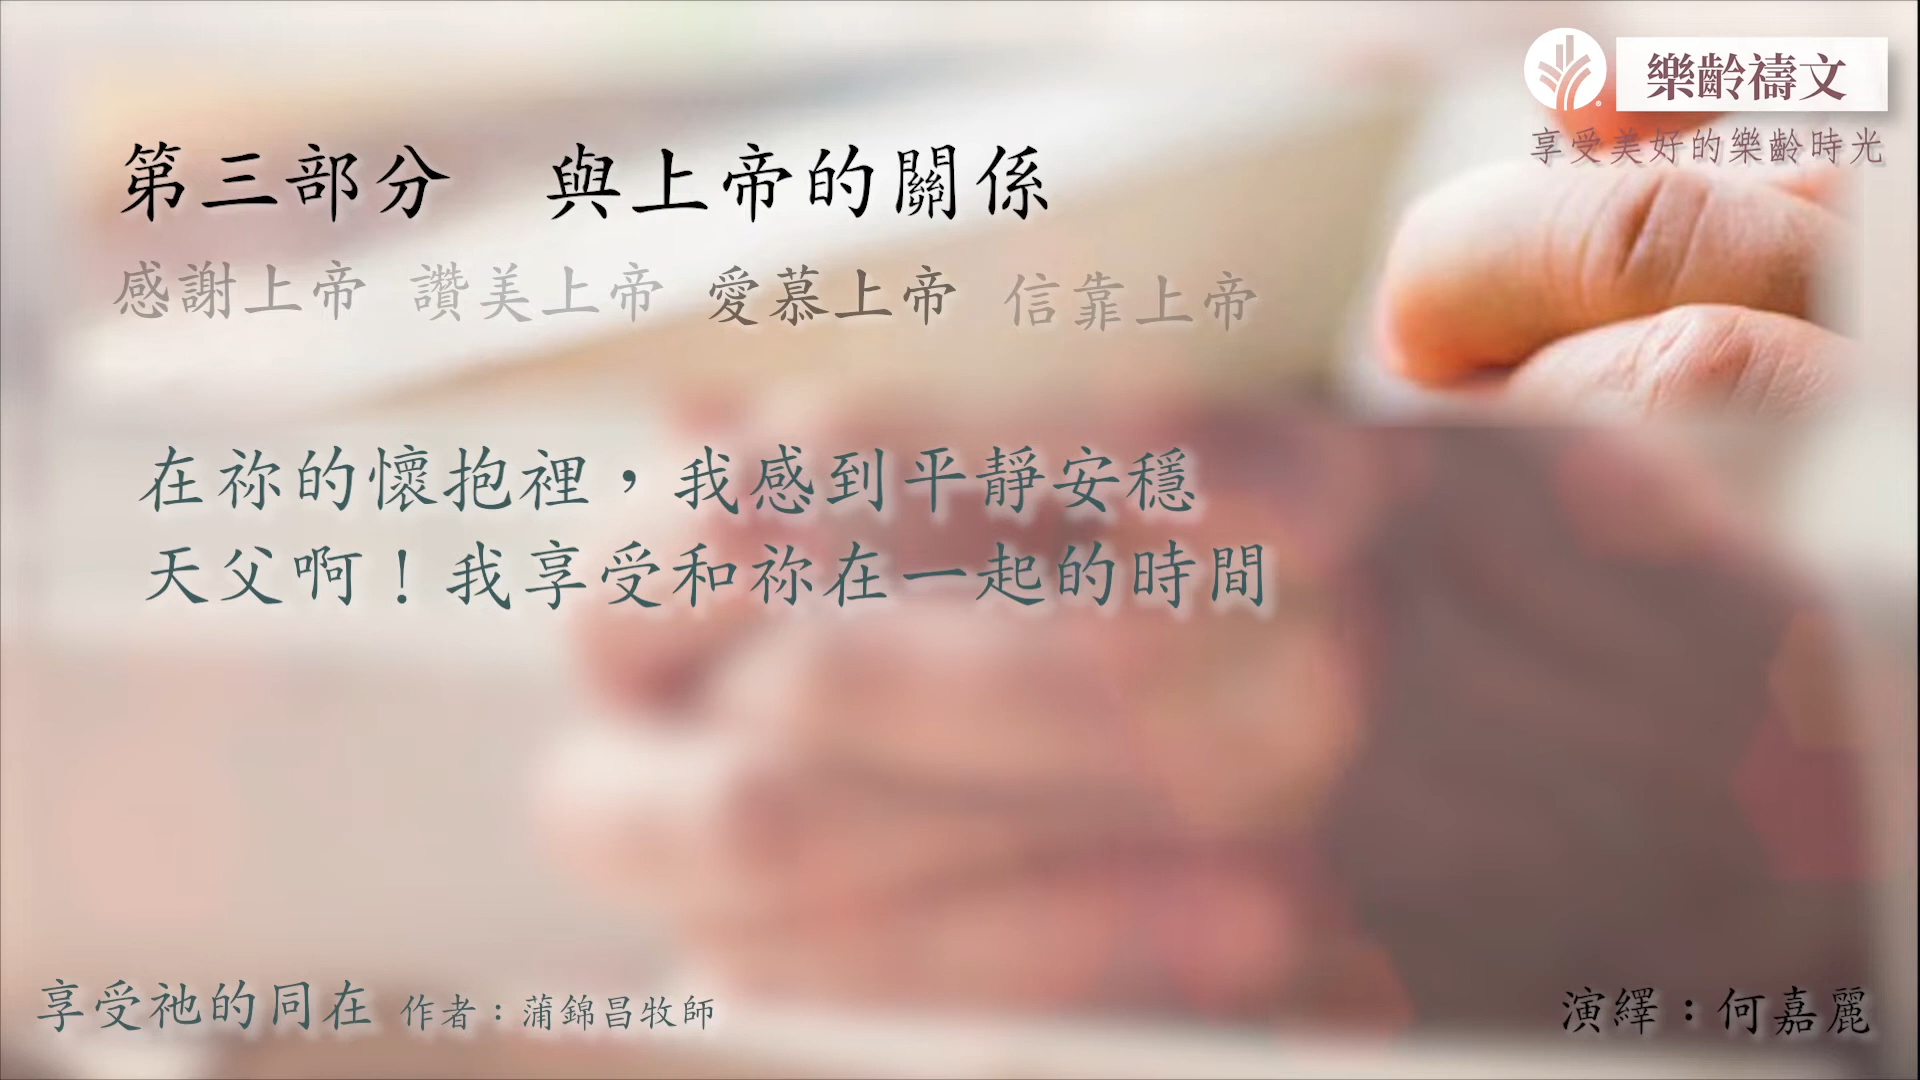 樂齡禱文
享受美好的樂齡時光
第三部分　與上帝的關係
感謝上帝 讚美上帝 愛慕上帝 信靠上帝
在祢的懷抱裡，我感到平靜安穩
天父啊！我享受和祢在一起的時間
享受祂的同在 作者：蒲錦昌牧師
演繹：何嘉麗